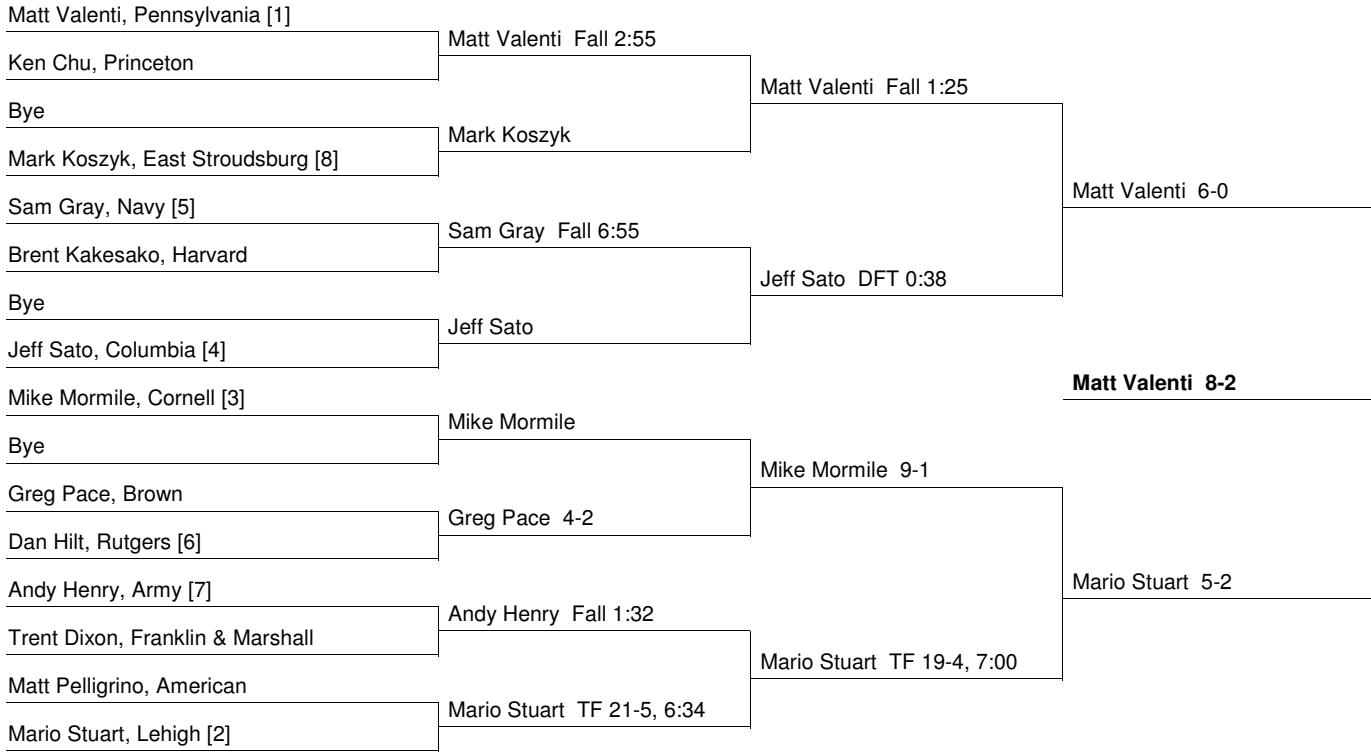 Matt Valenti, Pennsylvania [1]
Ken Chu, Princeton
Bye
Mark Koszyk, East Stroudsburg [8]
Sam Gray, Navy [5]
Brent Kakesako, Harvard
Bye
Jeff Sato, Columbia [4]
Mike Mormile, Cornell [3]
Bye
Greg Pace, Brown
Dan Hilt, Rutgers [6]
Andy Henry, Army [7]
Trent Dixon, Franklin & Marshall
Matt Pelligrino, American
Mario Stuart, Lehigh [2]
Matt Valenti Fall 2:55
Mark Koszyk
Sam Gray Fall 6:55
Jeff Sato
Mike Mormile
Greg Pace 4-2
Andy Henry Fall 1:32
Mario Stuart TF 21-5, 6:34
Matt Valenti Fall 1:25
Jeff Sato DFT 0:38
Mike Mormile 9-1
Mario Stuart TF 19-4, 7:00
Matt Valenti 6-0
Matt Valenti 8-2
Mario Stuart 5-2